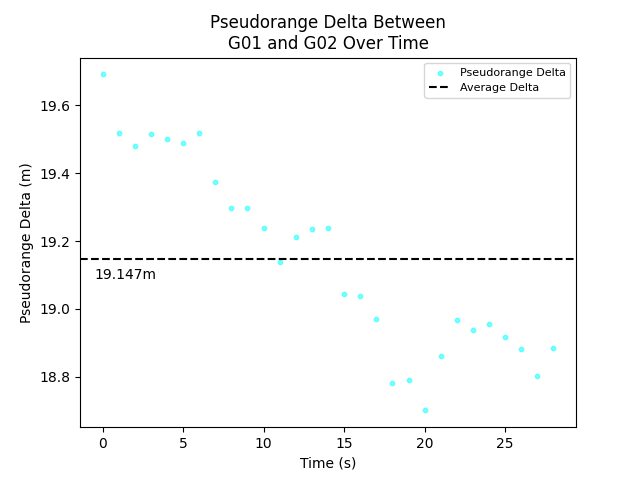 Pseudorange Delta Between
G01 and G02 Over Time
Pseudorange Delta
Average Delta
19.6
19.4
19.2
19.0
18.8
Pseudorange Delta (m)
19.147m
0
5
10
15
20
25
Time (s)